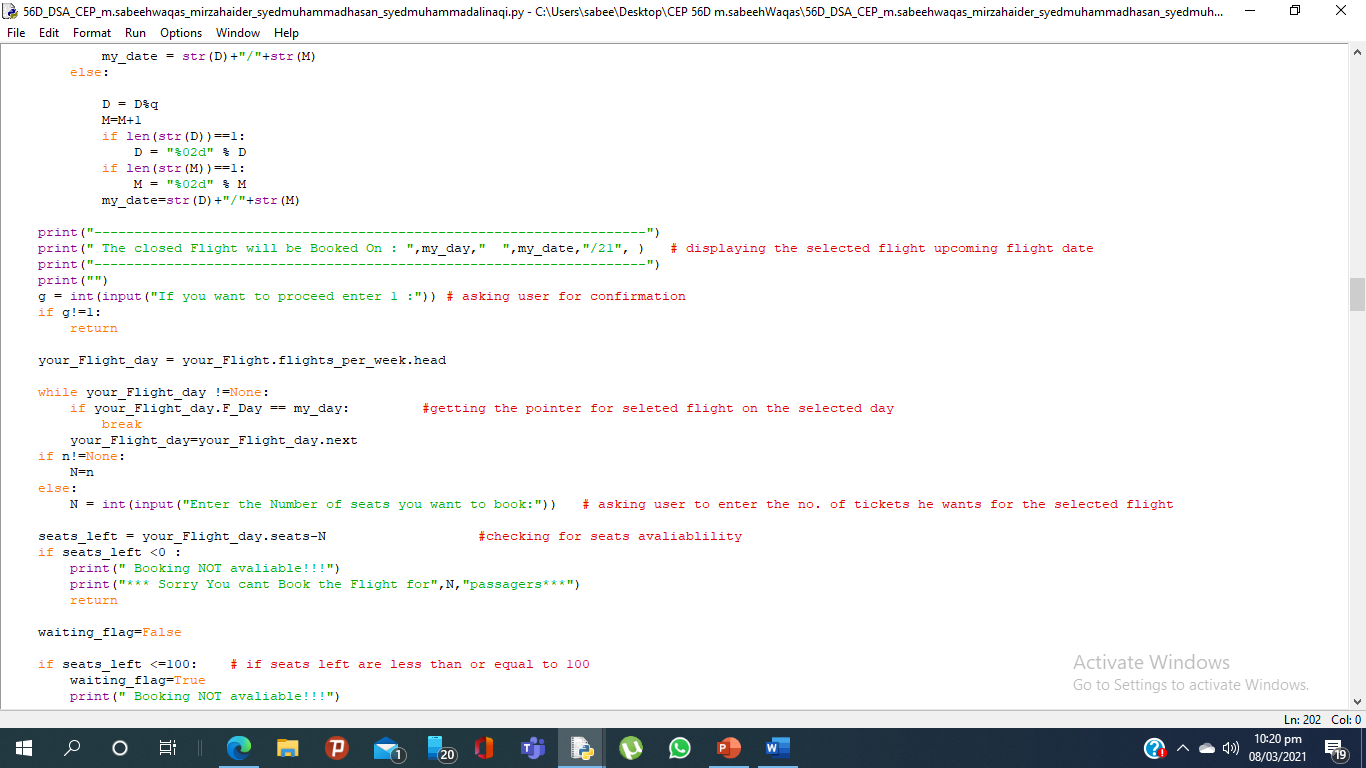 56D_DSA_CEP_m.sabeehwaqas_mirzahaider_syedmuhammadhasan_syedmuhammadalinaqi.py - C:\Users\sabee\Desktop\CEP 56D m.sabeehWaqas\56D_DSA_CEP_m.sabeehwaqas_mirzahaider_syedmuhammadhasan_syedmuh...
File Edit Format Run Options Window Help
            my_date = str(D)+"/"+str(M)
        else:
            D = D%q
            M=M+1
            if len(str(D))==1:
                D = "%02d" % D
            if len(str(M))==1:
                M = "%02d" % M
            my_date=str(D)+"/"+str(M)
    print("---------------------------------------------------------------------")
    print(" The closed Flight will be Booked On : ",my_day,"  ",my_date,"/21", )   # displaying the selected flight upcoming flight date
    print("---------------------------------------------------------------------")
    print("")
    g = int(input("If you want to proceed enter 1 :")) # asking user for confirmation
    if g!=1:
        return
    your_Flight_day = your_Flight.flights_per_week.head
    while your_Flight_day !=None:
        if your_Flight_day.F_Day == my_day:         #getting the pointer for seleted flight on the selected day
            break
        your_Flight_day=your_Flight_day.next
    if n!=None:
        N=n
    else:
        N = int(input("Enter the Number of seats you want to book:"))   # asking user to enter the no. of tickets he wants for the selected flight
    seats_left = your_Flight_day.seats-N                   #checking for seats avaliablility
    if seats_left <0 :
        print(" Booking NOT avaliable!!!")
        print("*** Sorry You cant Book the Flight for",N,"passagers***")
        return
    waiting_flag=False
    if seats_left <=100:    # if seats left are less than or equal to 100
        waiting_flag=True
        print(" Booking NOT avaliable!!!")
Activate Windows
Go to Settings to activate Windows.
Ln: 202 Col: 0
1
20
10:20 pm
08/03/2021
19